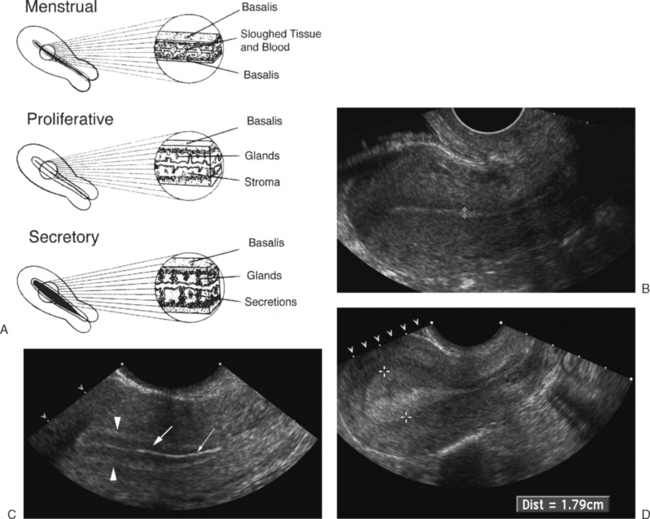 Menstrual
Basalis
Sloughed Tissue
and Blood
Basalis
Proliferative
Basalis
Glands
Stroma
Secretory
Basalis
Glands
Secretions
A
B
C
D
Dist = 1.79cm